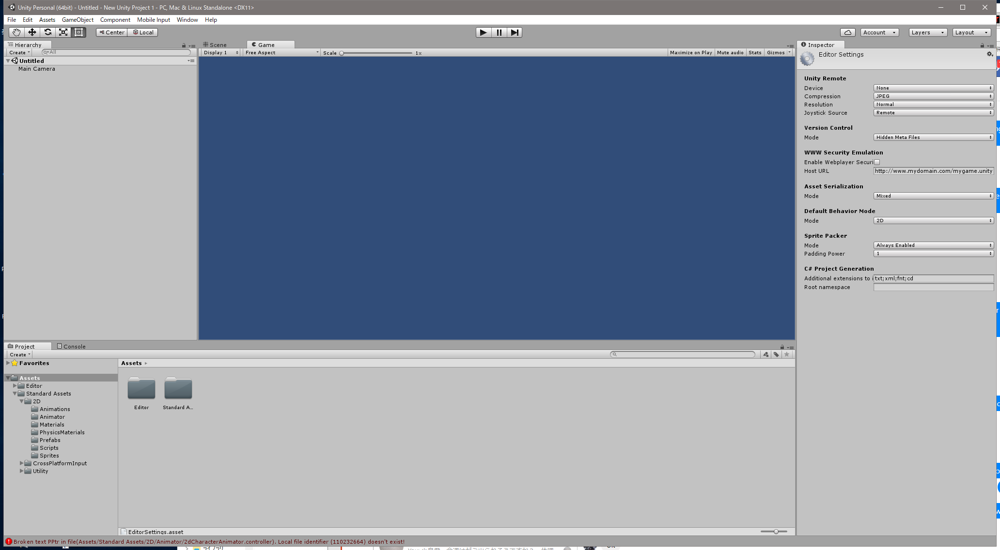 Unity Personal (64bit) - Untitled - New Unity Project 1 - PC, Mac & Linux Standalone <DX11>
File Edit Assets GameObject Component Mobile Input Window Help
Center Local Account Layers Layout
Hierarchy
Create All
Untitled
Main Camera
Scene Game
Display 1 Free Aspect Scale 1x Maximize on Play Mute audio Stats Gizmos
Inspector
Editor Settings
Unity Remote
Device None
Compression JPEG
Resolution Normal
Joystick Source Remote
Version Control
Mode Hidden Meta Files
WWW Security Emulation
Enable Webplayer Securi
Host URL http://www.mydomain.com/mygame.unity
Asset Serialization
Mode Mixed
Default Behavior Mode
Mode 2D
Sprite Packer
Mode Always Enabled
Padding Power 1
C# Project Generation
Additional extensions to i txt;xml;fnt;cd
Root namespace
Project Console
Create
Favorites
Assets
Editor
Standard Assets
2D
Animations
Animator
Materials
PhysicsMaterials
Prefabs
Scripts
Sprites
CrossPlatformInput
Utility
Assets
Editor Standard A...
EditorSettings.asset
Broken text PPtr in file(Assets/Standard Assets/2D/Animator/2dCharacterAnimator.controller). Local file identifier (110232664) doesn't exist!
ライブラリ